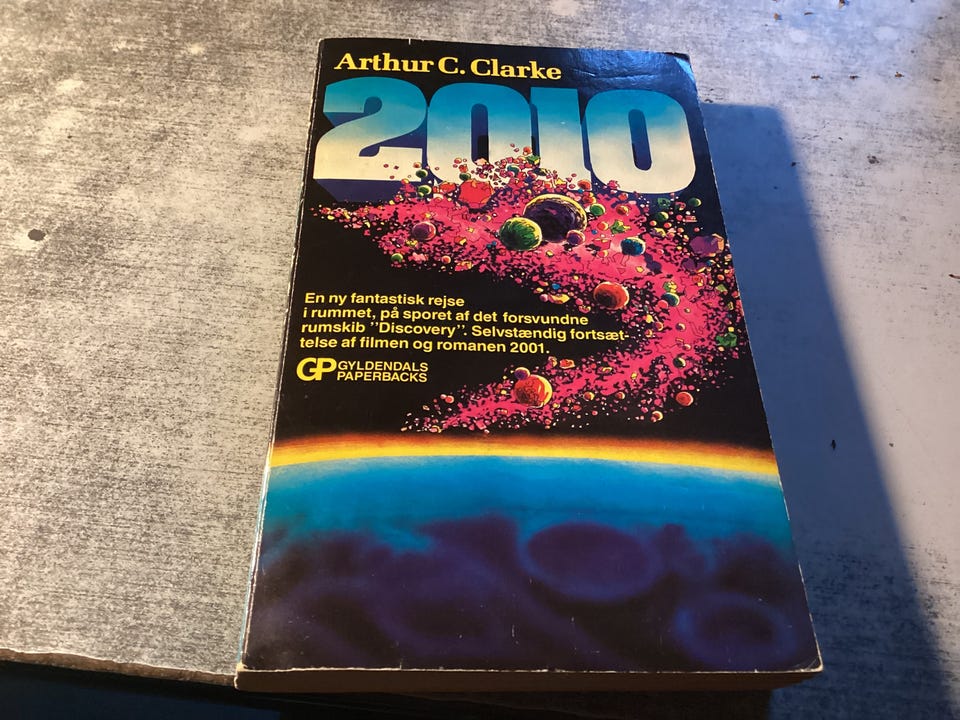 Arthur C. Clarke
2010
En ny fantastisk rejse
i rummet, på sporet af det forsvundne
rumskib ”Discovery”. Selvstændig fortsæt-
telse af filmen og romanen 2001.
GP GYLDENDALS
PAPERBACKS